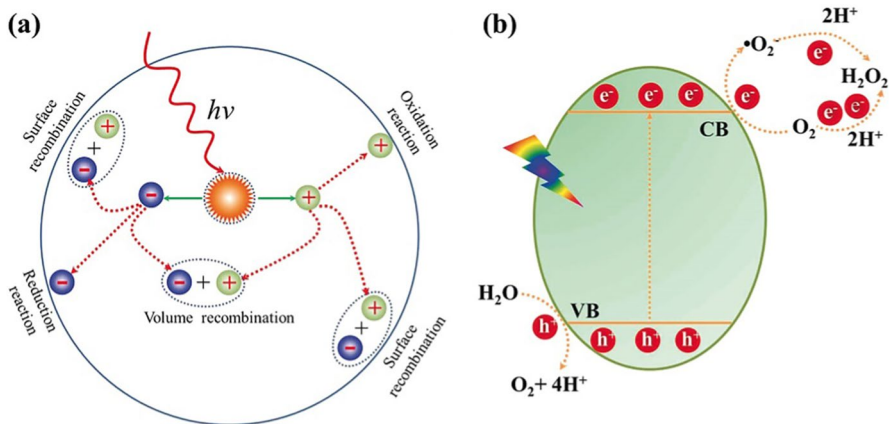 (a)
hν
Surface
recombination
+
+
-
Oxidation
reaction
+
-
+
Reduction
reaction
-
- + +
Volume recombination
+
+
-
Surface
recombination
(b)
2H⁺
•O₂⁻
e⁻
H₂O₂
e⁻ e⁻ e⁻ e⁻
e⁻ e⁻
CB
O₂
2H⁺
H₂O
VB
h⁺
h⁺ h⁺ h⁺
O₂+ 4H⁺